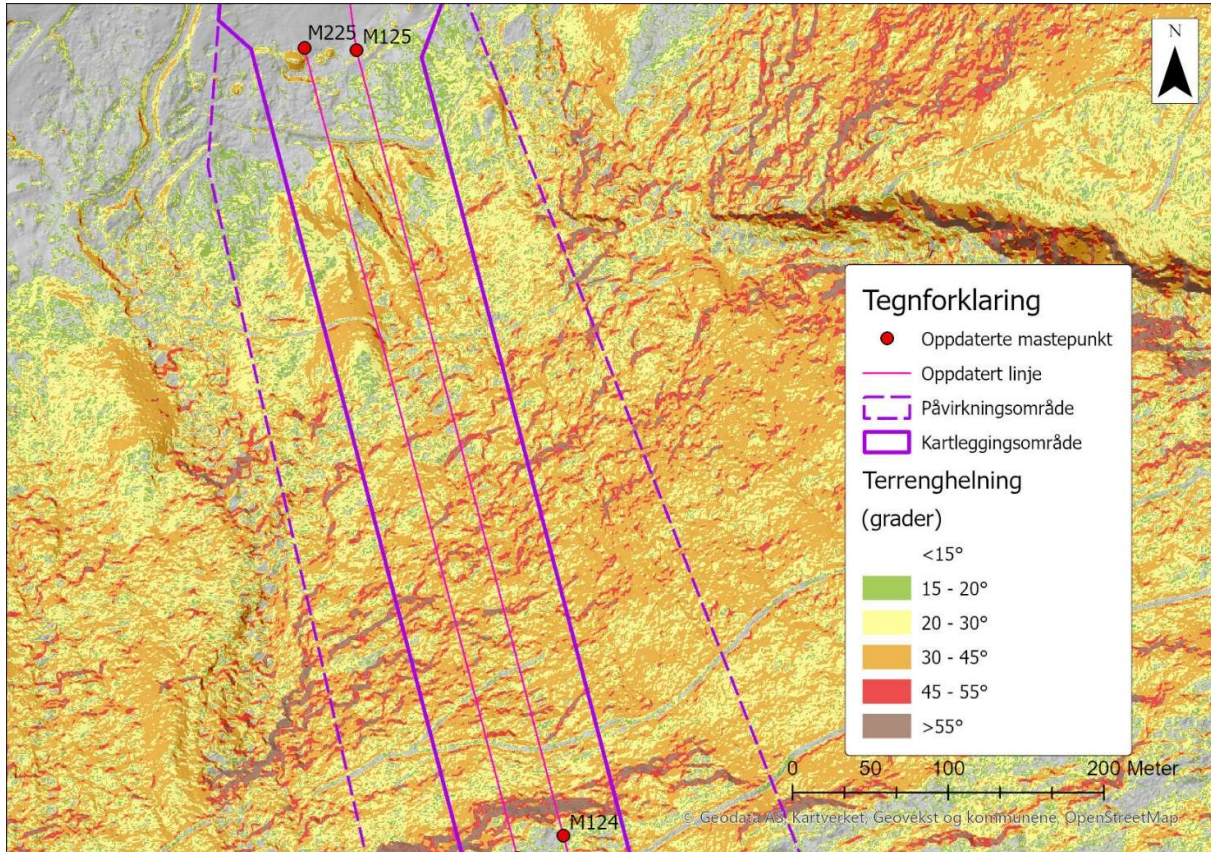 M225
M125
N
Tegnforklaring
Oppdaterte mastepunkt
Oppdatert linje
Påvirkningsområde
Kartleggingsområde
Terrenghelning
(grader)
<15°
15 - 20°
20 - 30°
30 - 45°
45 - 55°
>55°
0 50 100 200 Meter
© Geodata AS, Kartverket, Geovekst og kommunene, OpenStreetMap
M124